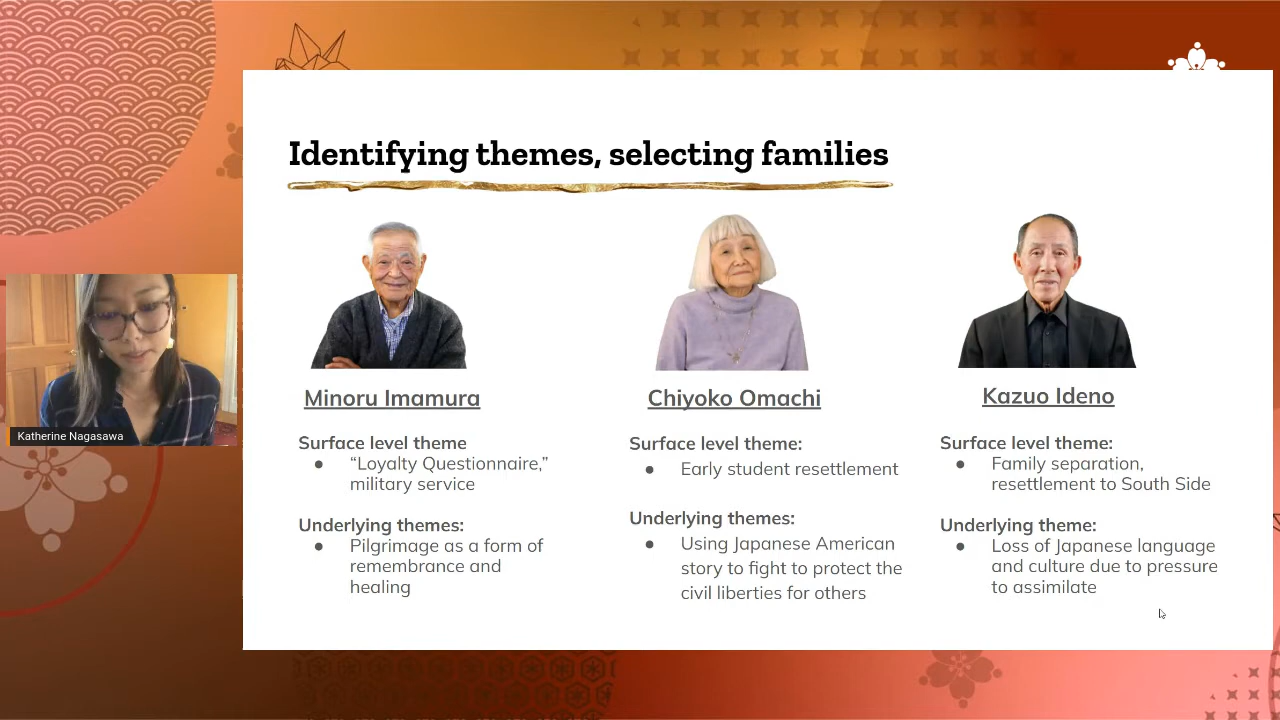 Identifying themes, selecting families
Katherine Nagasawa
Minoru Imamura
Surface level theme
● “Loyalty Questionnaire,”
military service
Underlying themes:
● Pilgrimage as a form of
remembrance and
healing
Chiyoko Omachi
Surface level theme:
● Early student resettlement
Underlying themes:
● Using Japanese American
story to fight to protect the
civil liberties for others
Kazuo Ideno
Surface level theme:
● Family separation,
resettlement to South Side
Underlying theme:
● Loss of Japanese language
and culture due to pressure
to assimilate